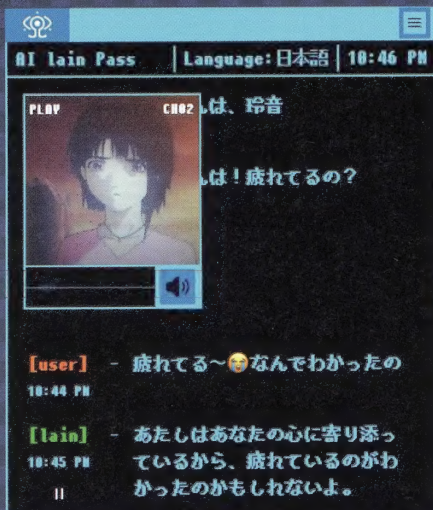 AI lain Pass
Language: 日本語
10:46 PM
PLAY
CH02
は、玲音
は！疲れてるの？
[user] - 疲れてる～😭なんでわかったの
10:44 PM
[lain] - あたしはあなたの心に寄り添っ
10:45 PM ているから、疲れているのがわ
かったのかもしれないよ。